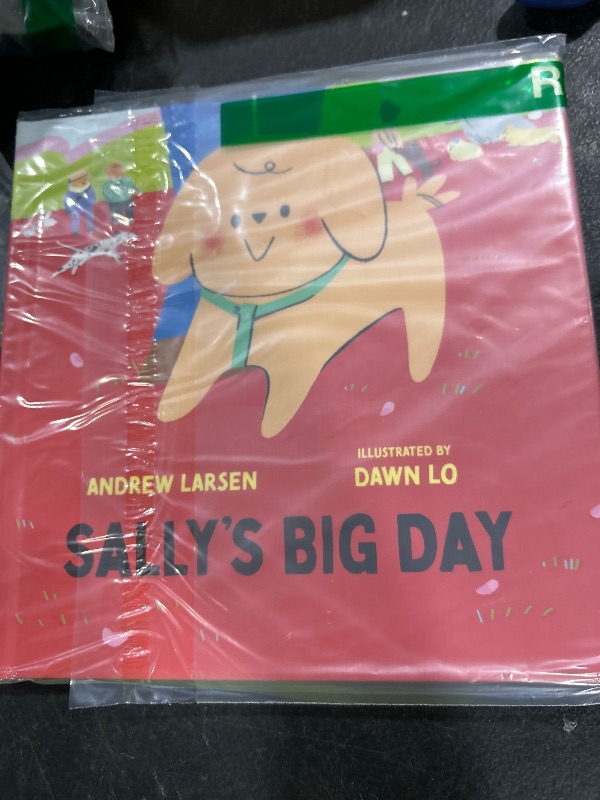 R
ANDREW LARSEN
ILLUSTRATED BY
DAWN LO
SALLY'S BIG DAY